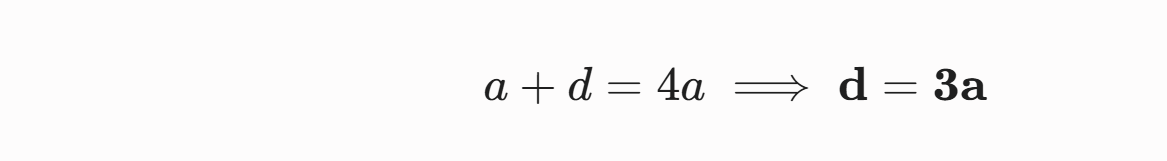 a + d = 4a ⟹ d = 3a